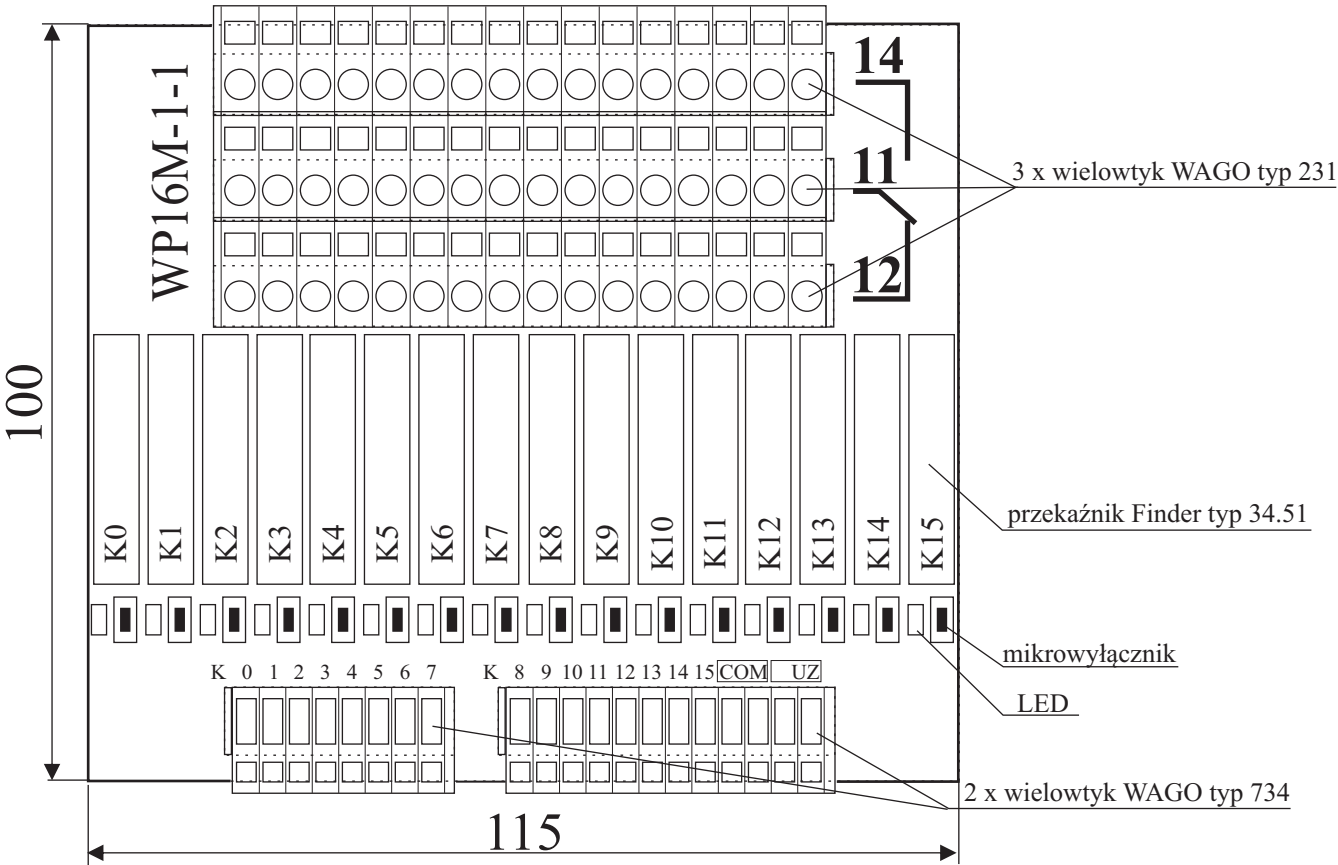 WP16M-1-1
14
11
12
3 x wielowtyk WAGO typ 231
100
K0 K1 K2 K3 K4 K5 K6 K7 K8 K9 K10 K11 K12 K13 K14 K15
przekaźnik Finder typ 34.51
mikrowyłącznik
LED
K 0 1 2 3 4 5 6 7 K 8 9 10 11 12 13 14 15 COM UZ
2 x wielowtyk WAGO typ 734
115